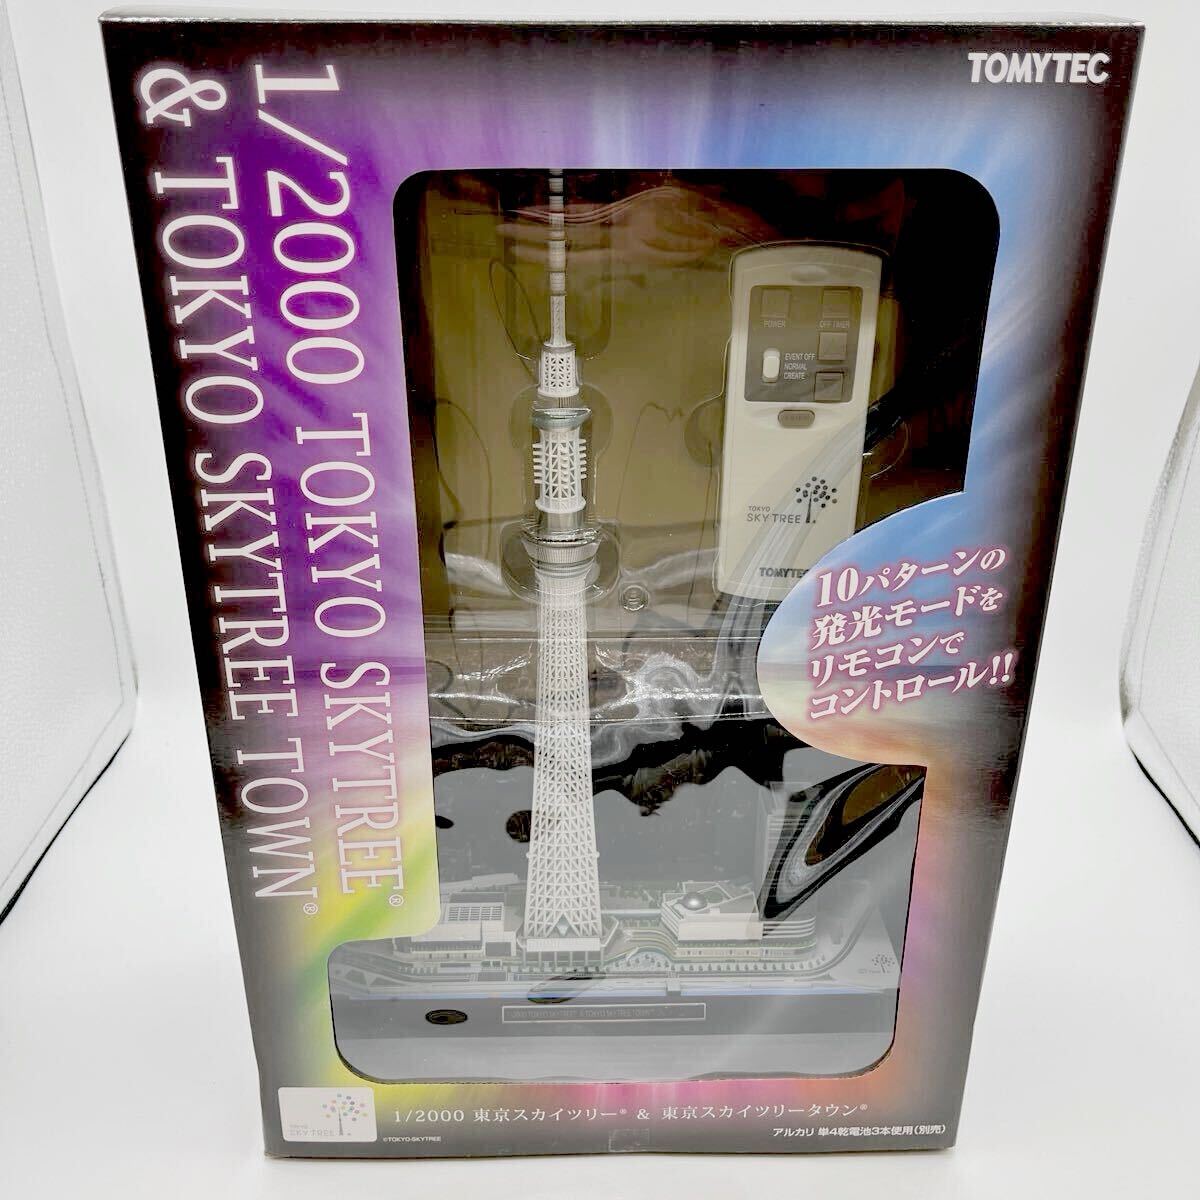 TOMYTEC
1/2000 TOKYO SKYTREE®
& TOKYO SKYTREE TOWN®
POWER
OFF TIMER
EVENT OFF
NORMAL
CREATE
TOKYO
SKYTREE
TOMYTEC
10パターンの
発光モードを
リモコンで
コントロール!!
1/2000 TOKYO SKYTREE® & TOKYO SKYTREE TOWN®
TOKYO
SKYTREE
1/2000 東京スカイツリー® & 東京スカイツリータウン®
©TOKYO-SKYTREE
アルカリ 単4乾電池3本使用(別売)